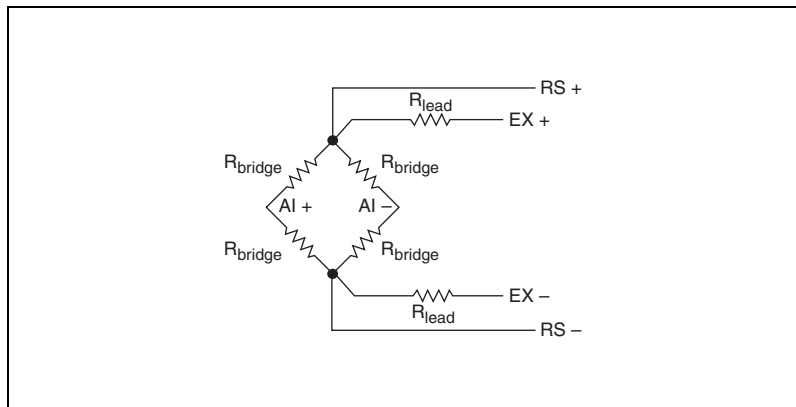 RS +
R_lead
EX +
R_bridge R_bridge
AI + AI –
R_bridge R_bridge
EX –
R_lead
RS –